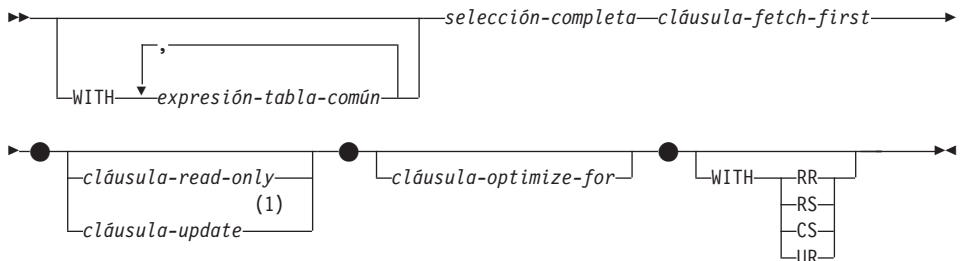 selección-completa cláusula-fetch-first
,
WITH expresión-tabla-común
cláusula-read-only
(1)
cláusula-update
cláusula-optimize-for
WITH RR
RS
CS
UR